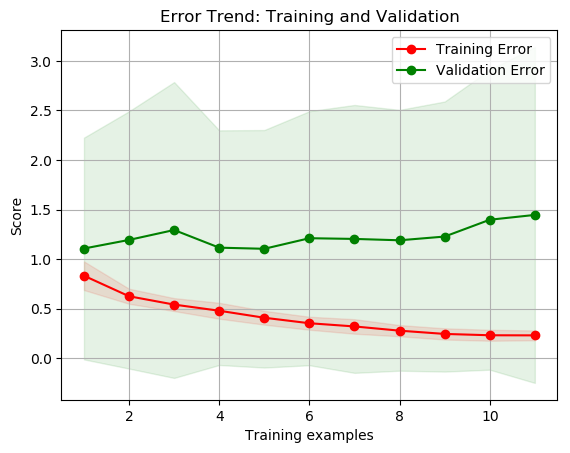 Error Trend: Training and Validation
Training Error
Validation Error
Score
3.0
2.5
2.0
1.5
1.0
0.5
0.0
2 4 6 8 10
Training examples